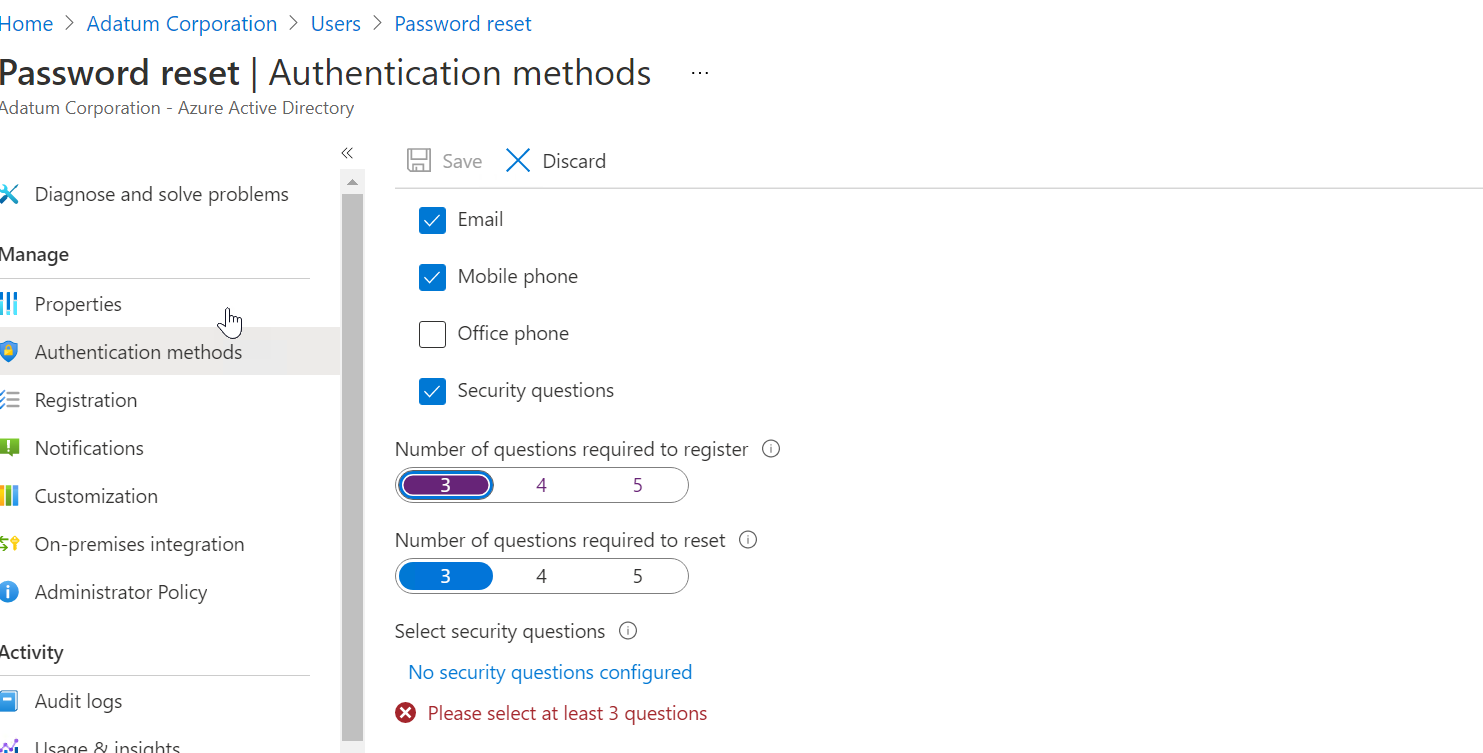 Home > Adatum Corporation > Users > Password reset
Password reset | Authentication methods ...
Adatum Corporation - Azure Active Directory
«
Diagnose and solve problems
Manage
Properties
Authentication methods
Registration
Notifications
Customization
On-premises integration
Administrator Policy
Activity
Audit logs
Usage & insights
Save Discard
Email
Mobile phone
Office phone
Security questions
Number of questions required to register
3 4 5
Number of questions required to reset
3 4 5
Select security questions
No security questions configured
Please select at least 3 questions